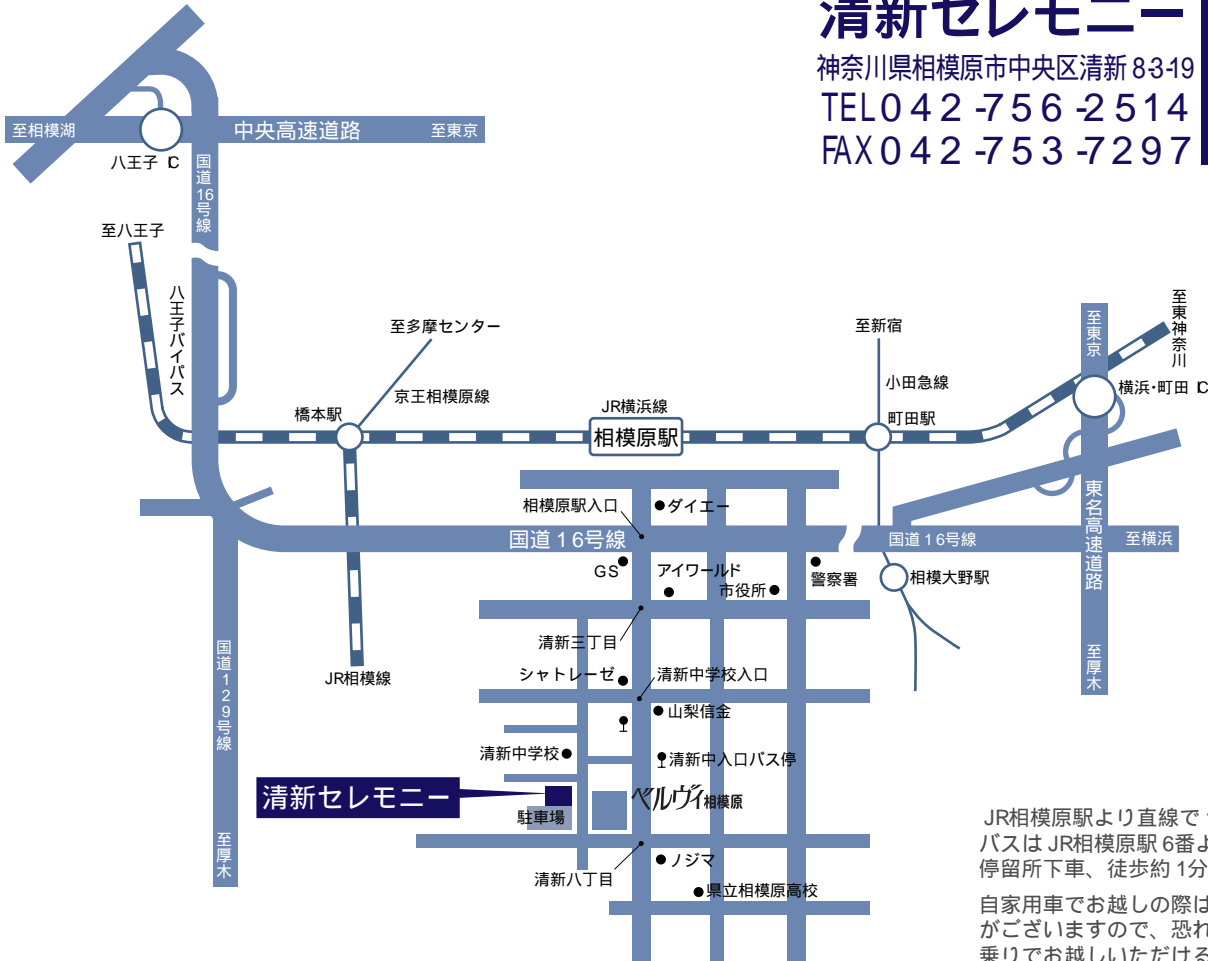 清新セレモニー
神奈川県相模原市中央区清新 8-3-19
TEL 042-756-2514
FAX 042-753-7297
至相模湖
中央高速道路
至東京
八王子 IC
国道16号線
至八王子
八王子バイパス
至多摩センター
京王相模原線
橋本駅
JR横浜線
相模原駅
至新宿
小田急線
町田駅
至東京
至東神奈川
横浜・町田 IC
相模原駅入口
ダイエー
国道16号線
国道16号線
東名高速道路
至横浜
GS
アイワールド
市役所
警察署
相模大野駅
清新三丁目
国道129号線
JR相模線
シャトレーゼ
清新中学校入口
至厚木
山梨信金
清新中学校
清新中入口バス停
清新セレモニー
駐車場
ベルヴィ相模原
至厚木
清新八丁目
ノジマ
県立相模原高校
JR相模原駅より直線で
バスは JR相模原駅 6番よ
停留所下車、徒歩約 1分
自家用車でお越しの際は
がございますので、恐れ
乗りでお越しいただける